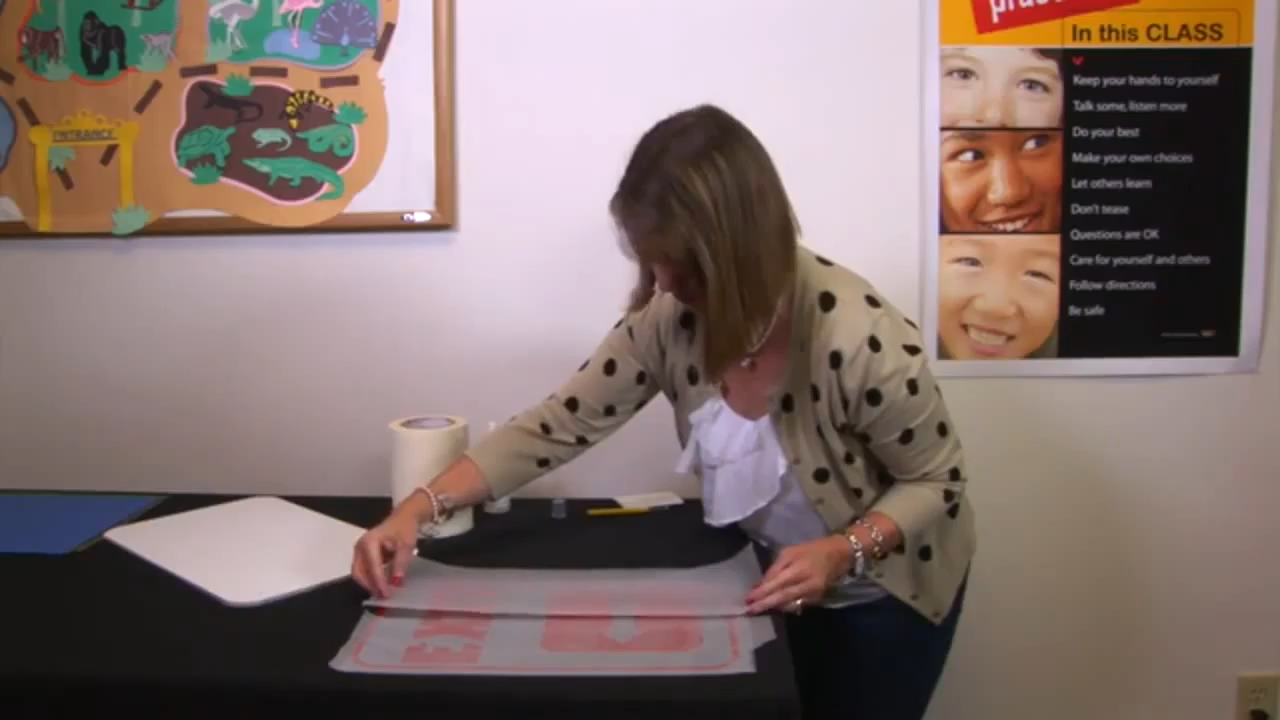 ENTRANCE
In this CLASS
Keep your hands to yourself
Talk some, listen more
Do your best
Make your own choices
Let others learn
Don't tease
Questions are OK
Care for yourself and others
Follow directions
Be safe